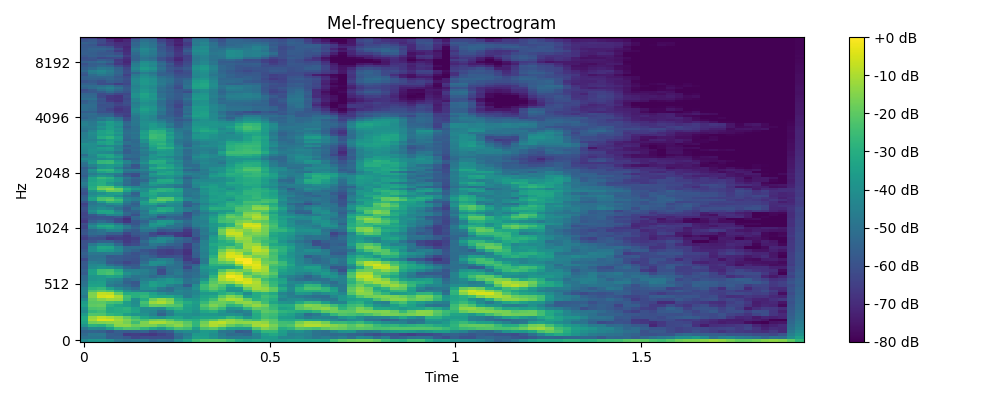 Mel-frequency spectrogram
Hz
8192
4096
2048
1024
512
0
0
0.5
1
1.5
Time
+0 dB
-10 dB
-20 dB
-30 dB
-40 dB
-50 dB
-60 dB
-70 dB
-80 dB